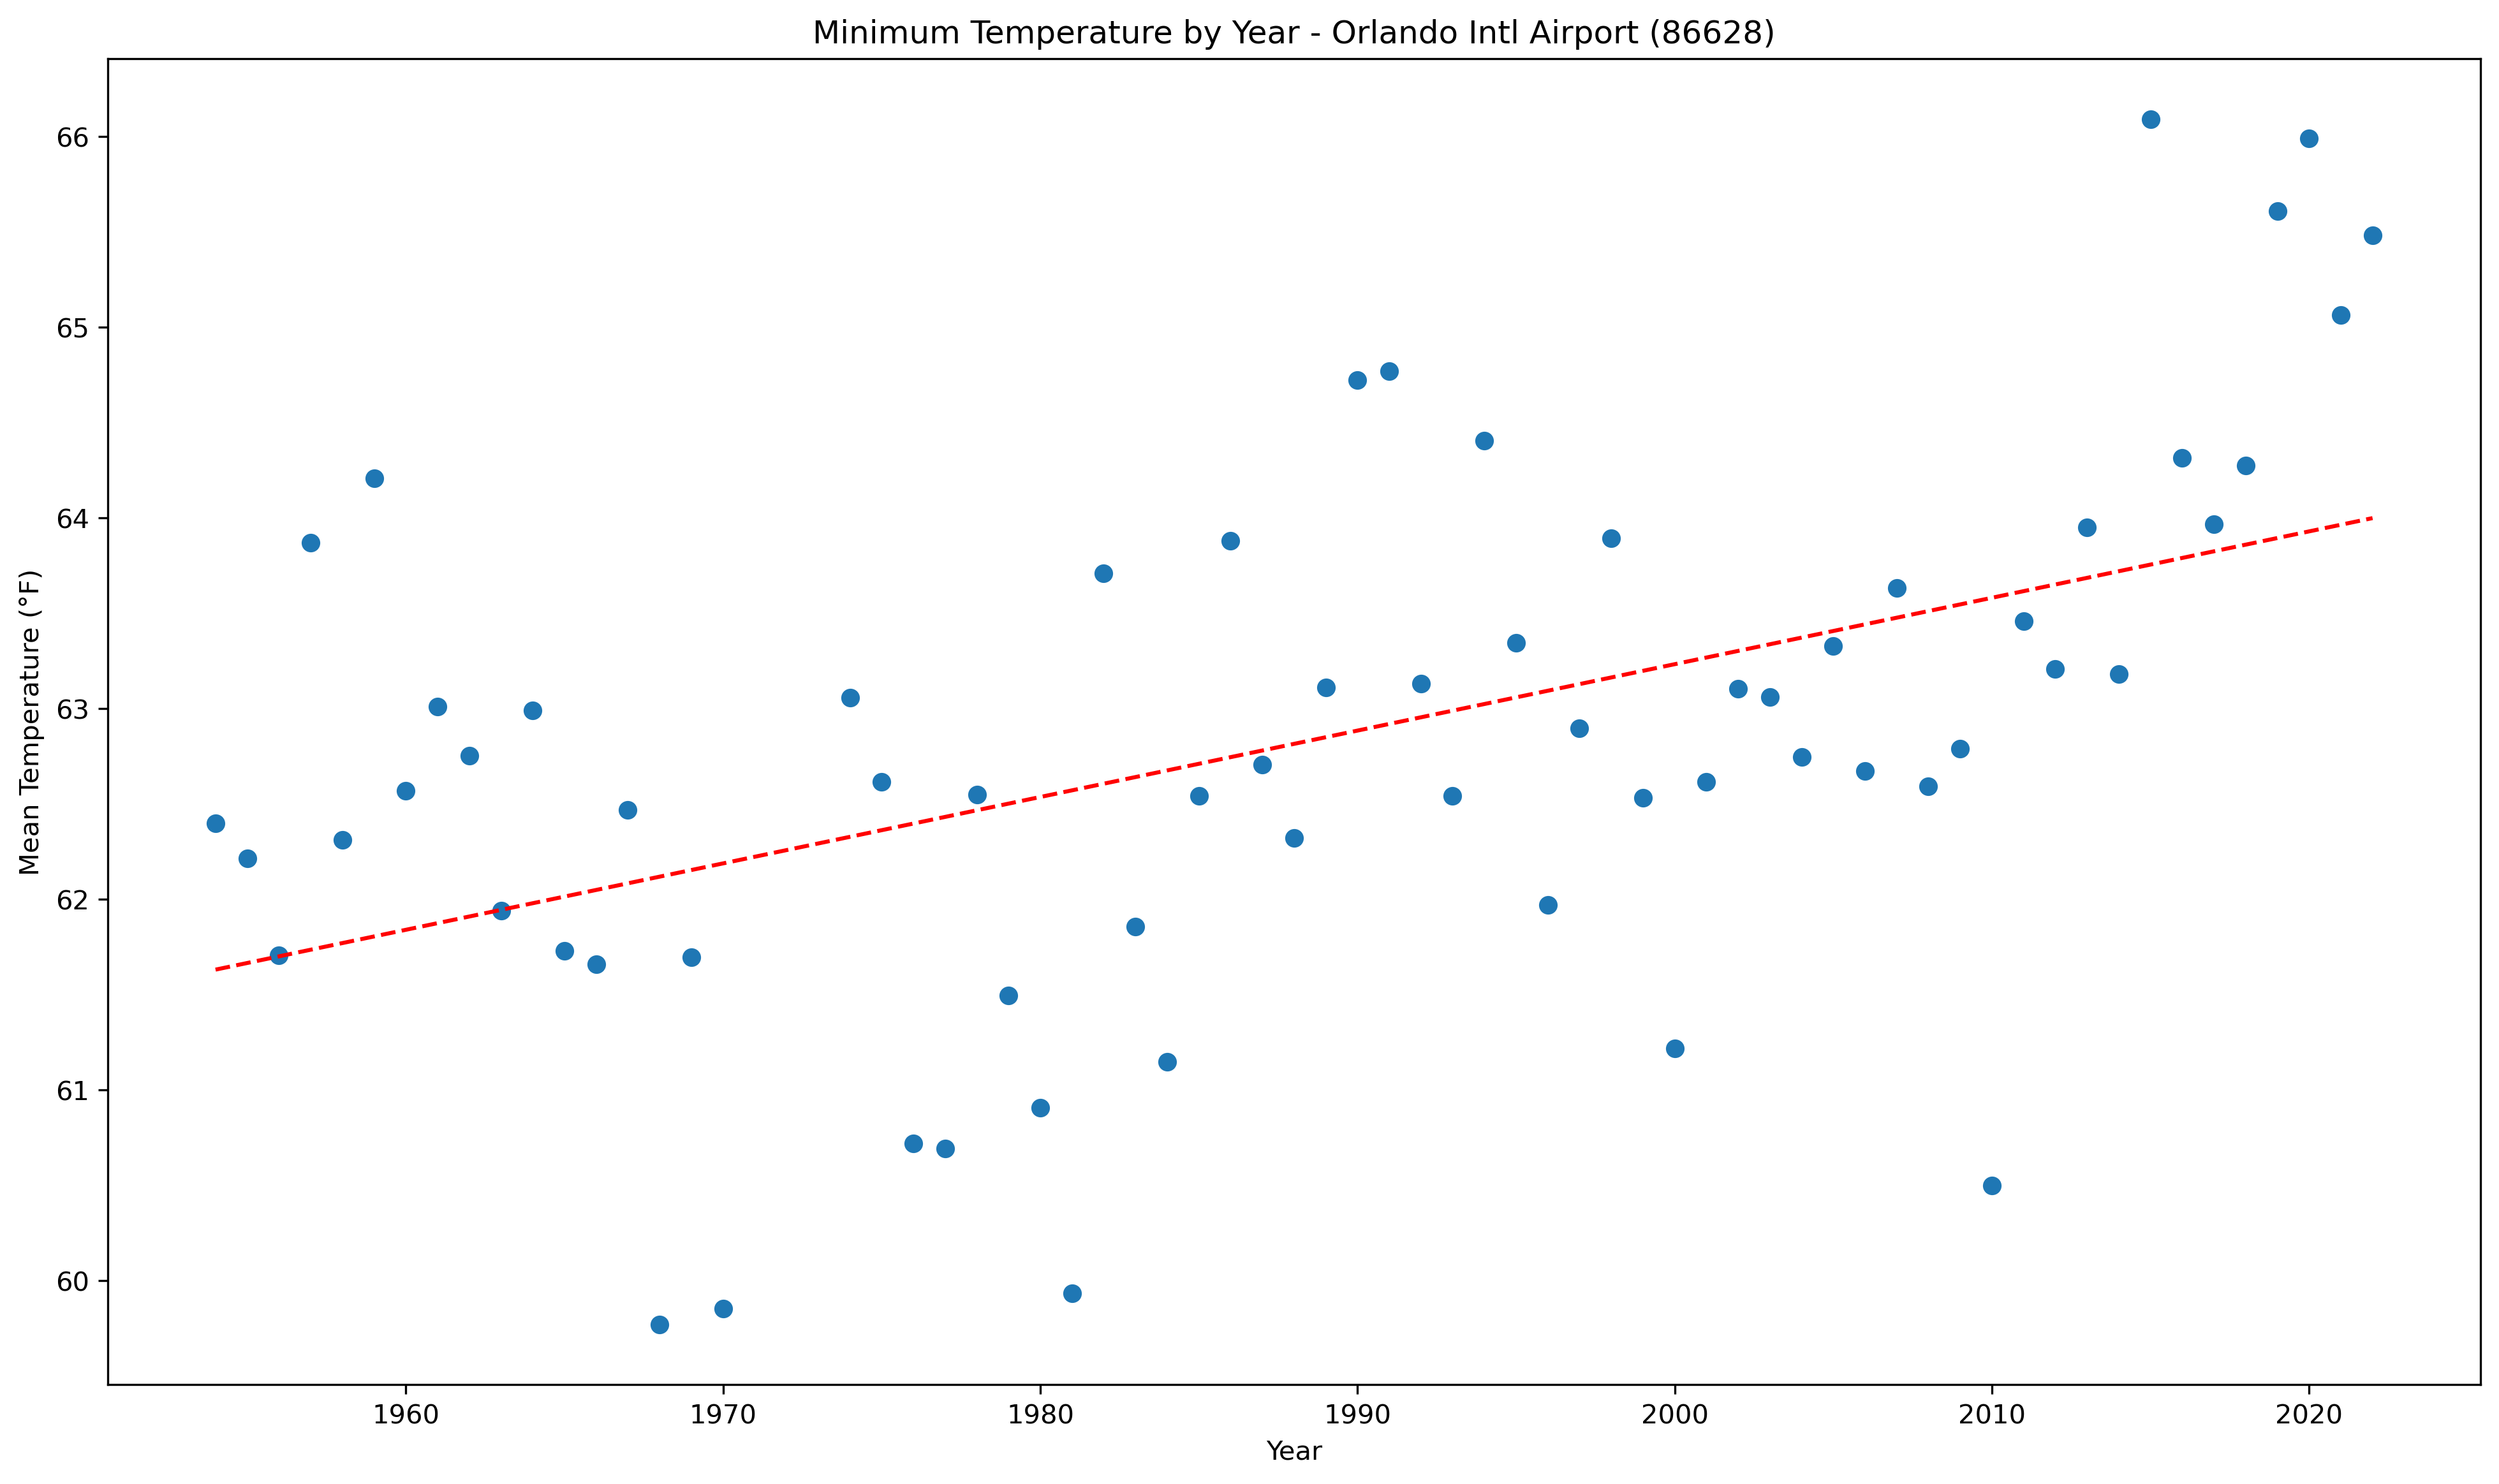 Minimum Temperature by Year - Orlando Intl Airport (86628)
66
65
64
63
62
61
60
Mean Temperature (°F)
1960 1970 1980 1990 2000 2010 2020
Year